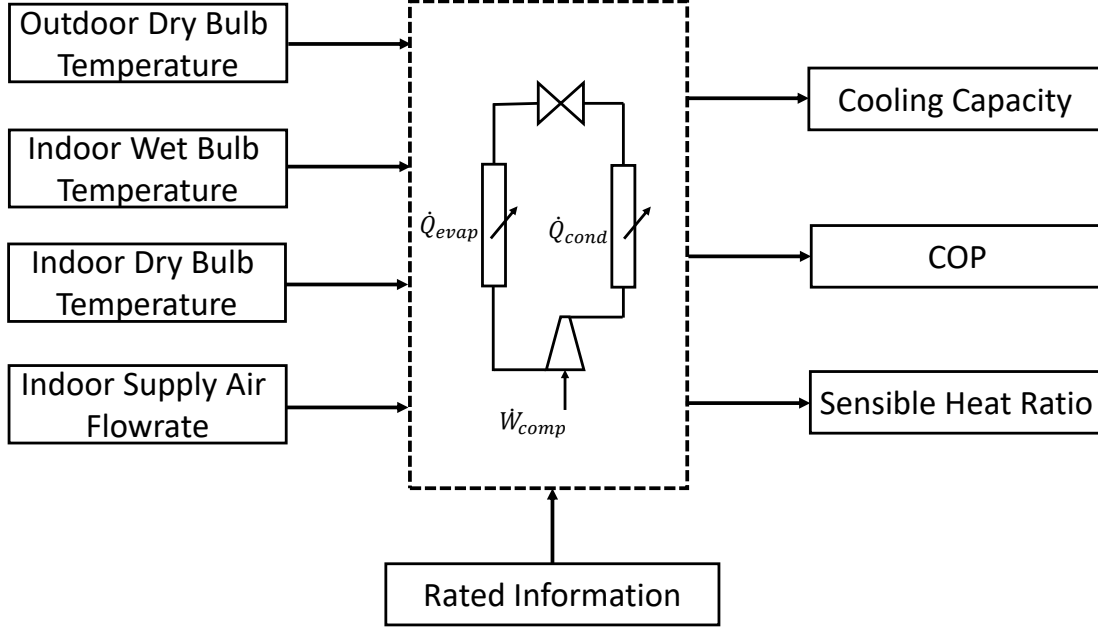 Outdoor Dry Bulb
Temperature
Indoor Wet Bulb
Temperature
Indoor Dry Bulb
Temperature
Indoor Supply Air
Flowrate
Q̇evap
Q̇cond
Ẇcomp
Cooling Capacity
COP
Sensible Heat Ratio
Rated Information